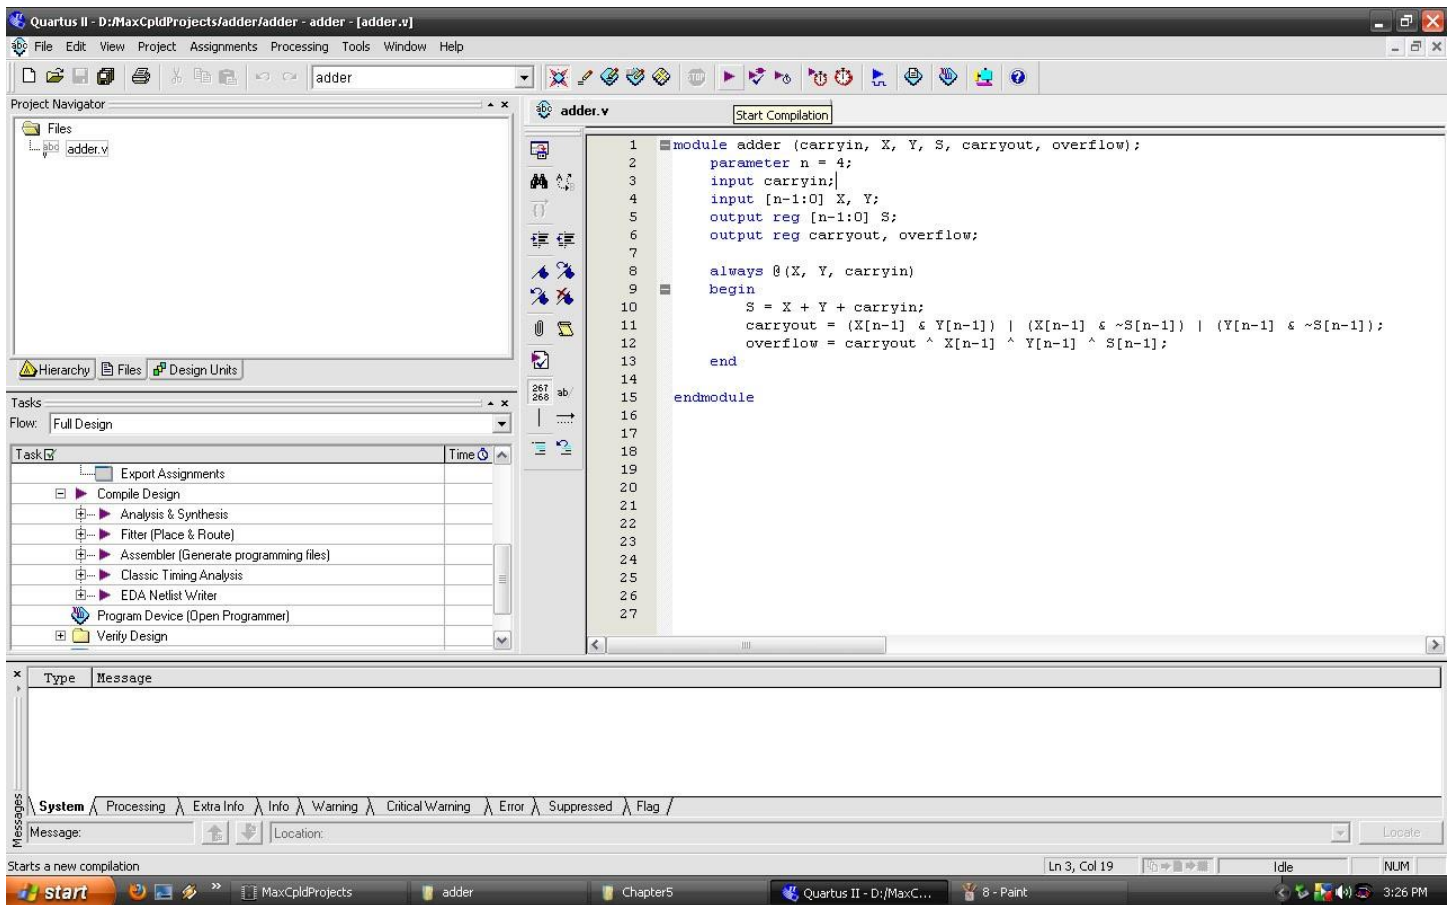 Quartus II - D:/MaxCpldProjects/adder/adder - adder - [adder.v]
File Edit View Project Assignments Processing Tools Window Help
adder
Start Compilation
Project Navigator
Files
adder.v
Hierarchy Files Design Units
Tasks
Flow: Full Design
Task Time
Export Assignments
Compile Design
Analysis & Synthesis
Fitter (Place & Route)
Assembler (Generate programming files)
Classic Timing Analysis
EDA Netlist Writer
Program Device (Open Programmer)
Verify Design
adder.v
267
268 ab/
1 module adder (carryin, X, Y, S, carryout, overflow);
2 parameter n = 4;
3 input carryin;
4 input [n-1:0] X, Y;
5 output reg [n-1:0] S;
6 output reg carryout, overflow;
7
8 always @(X, Y, carryin)
9 begin
10 S = X + Y + carryin;
11 carryout = (X[n-1] & Y[n-1]) | (X[n-1] & ~S[n-1]) | (Y[n-1] & ~S[n-1]);
12 overflow = carryout ^ X[n-1] ^ Y[n-1] ^ S[n-1];
13 end
14
15 endmodule
16
17
18
19
20
21
22
23
24
25
26
27
Type Message
Messages
System Processing Extra Info Info Warning Critical Warning Error Suppressed Flag
Message: Location: Locate
Starts a new compilation Ln 3, Col 19 Idle NUM
start MaxCpldProjects adder Chapter5 Quartus II - D:/MaxC... 8 - Paint 3:26 PM